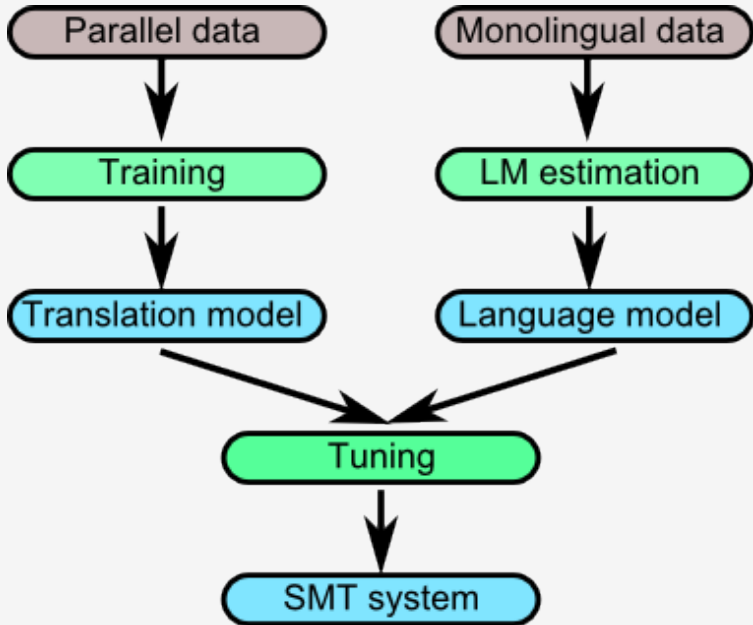 Parallel data
Monolingual data
Training
LM estimation
Translation model
Language model
Tuning
SMT system